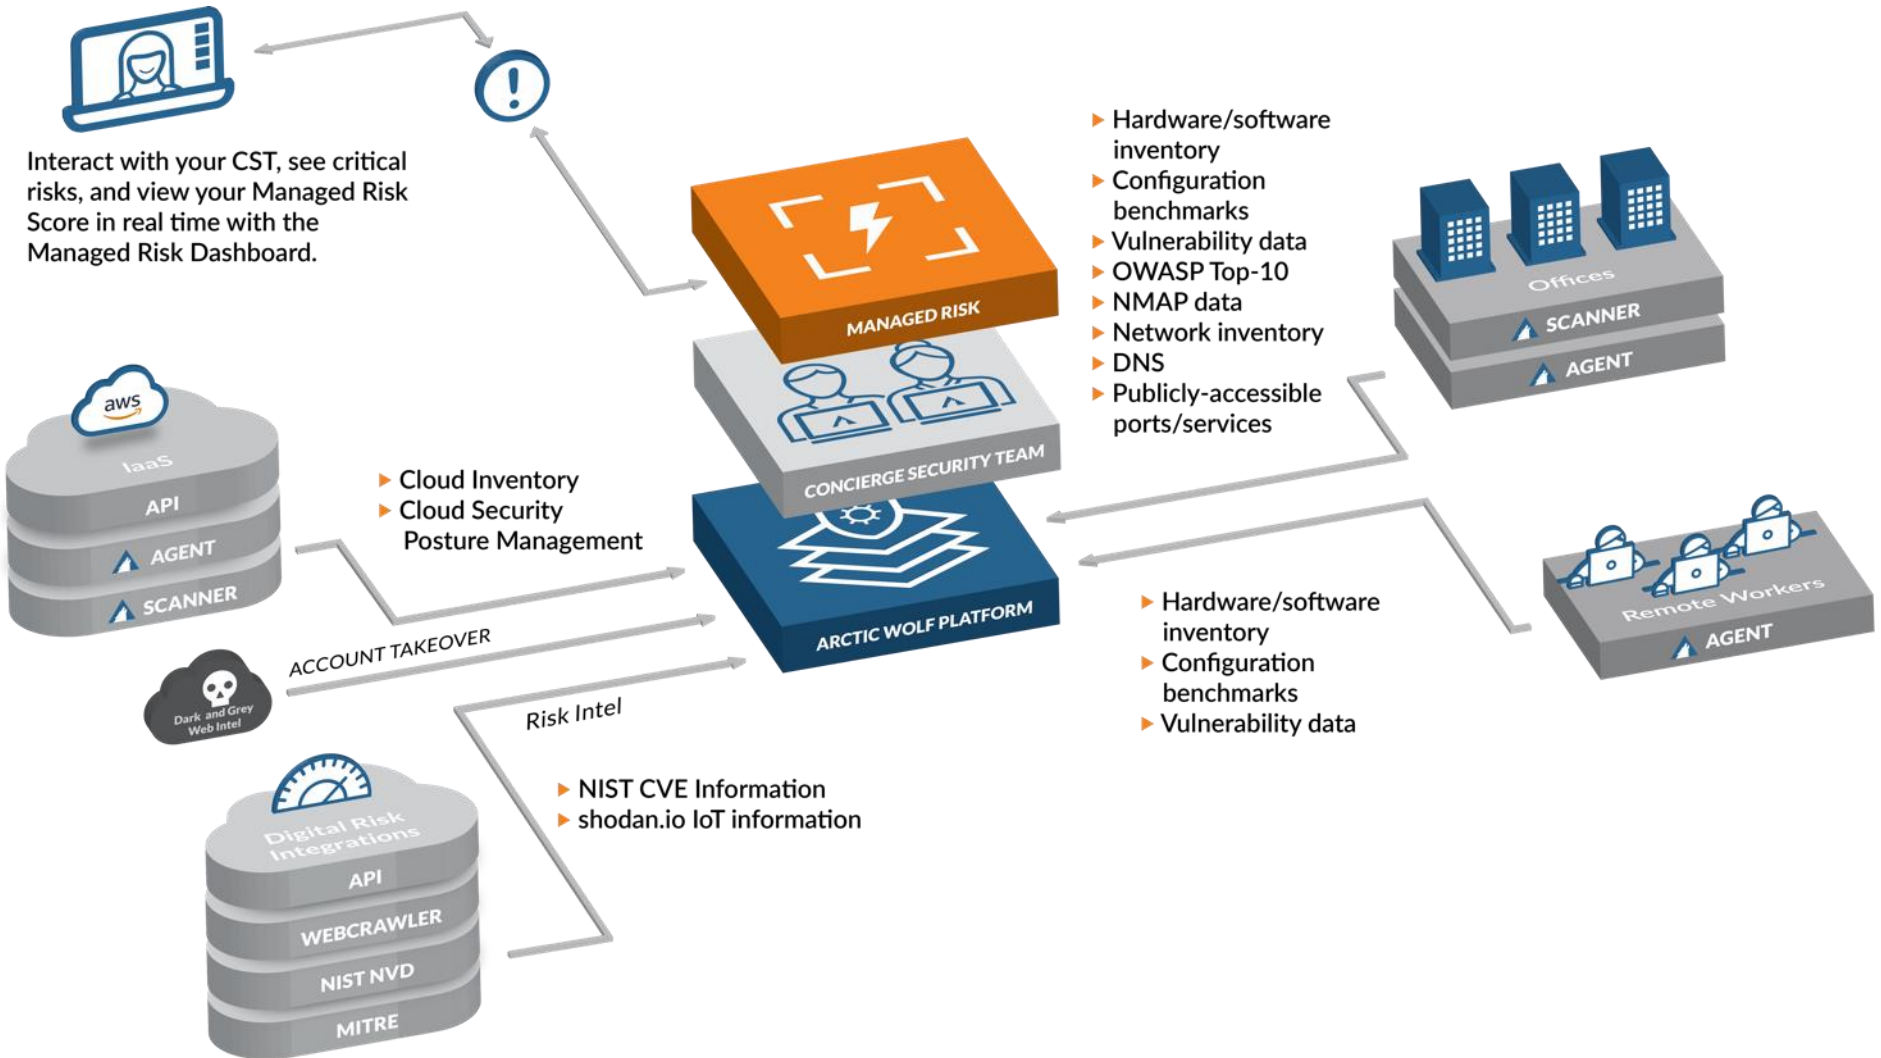 Interact with your CST, see critical
risks, and view your Managed Risk
Score in real time with the
Managed Risk Dashboard.
MANAGED RISK
CONCIERGE SECURITY TEAM
ARCTIC WOLF PLATFORM
Hardware/software
inventory
Configuration
benchmarks
Vulnerability data
OWASP Top-10
NMAP data
Network inventory
DNS
Publicly-accessible
ports/services
Offices
SCANNER
AGENT
aws
IaaS
API
AGENT
SCANNER
Cloud Inventory
Cloud Security
Posture Management
ACCOUNT TAKEOVER
Dark and Grey
Web Intel
Risk Intel
Remote Workers
AGENT
Hardware/software
inventory
Configuration
benchmarks
Vulnerability data
NIST CVE Information
shodan.io IoT information
Digital Risk
Integrations
API
WEBCRAWLER
NIST NVD
MITRE